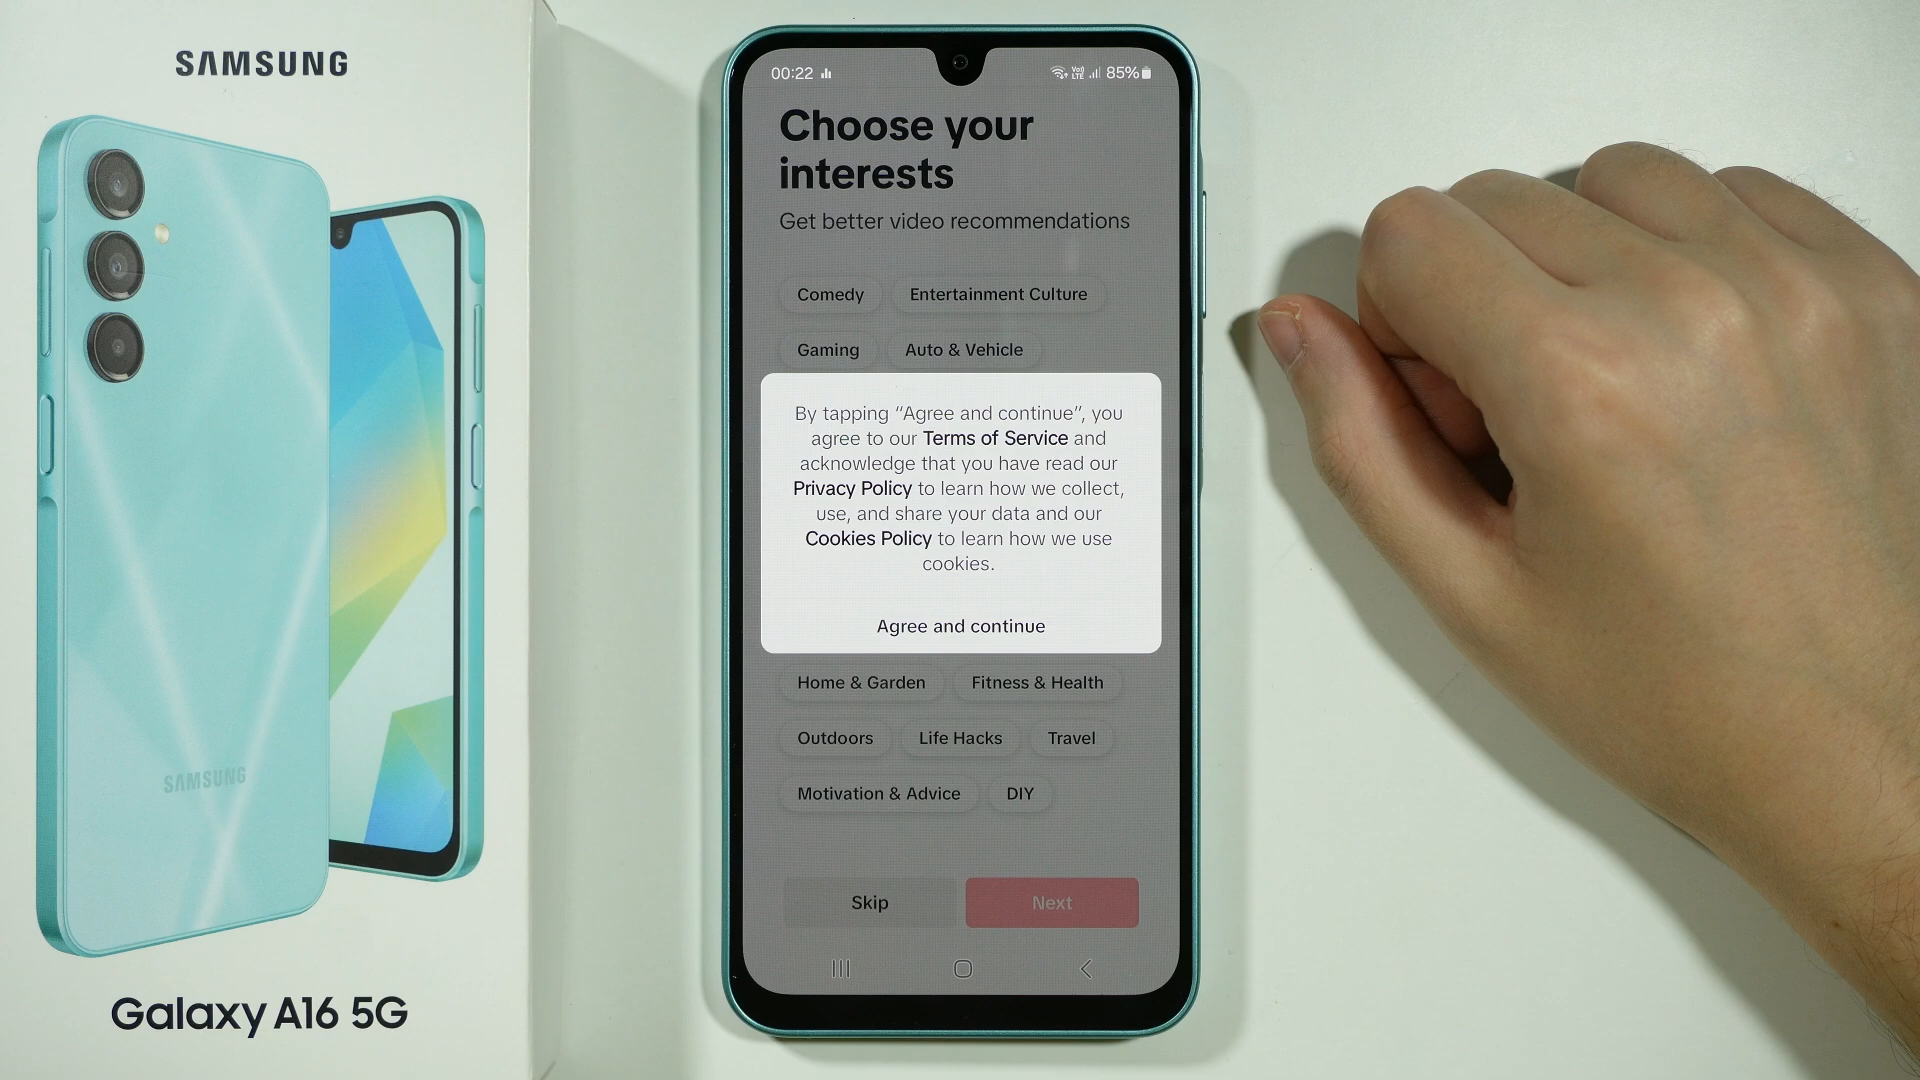 SAMSUNG
SAMSUNG
Galaxy A16 5G
00:22
VoLTE 85%
Choose your
interests
Get better video recommendations
Comedy
Entertainment Culture
Gaming
Auto & Vehicle
By tapping “Agree and continue”, you
agree to our Terms of Service and
acknowledge that you have read our
Privacy Policy to learn how we collect,
use, and share your data and our
Cookies Policy to learn how we use
cookies.
Agree and continue
Home & Garden
Fitness & Health
Outdoors
Life Hacks
Travel
Motivation & Advice
DIY
Skip
Next